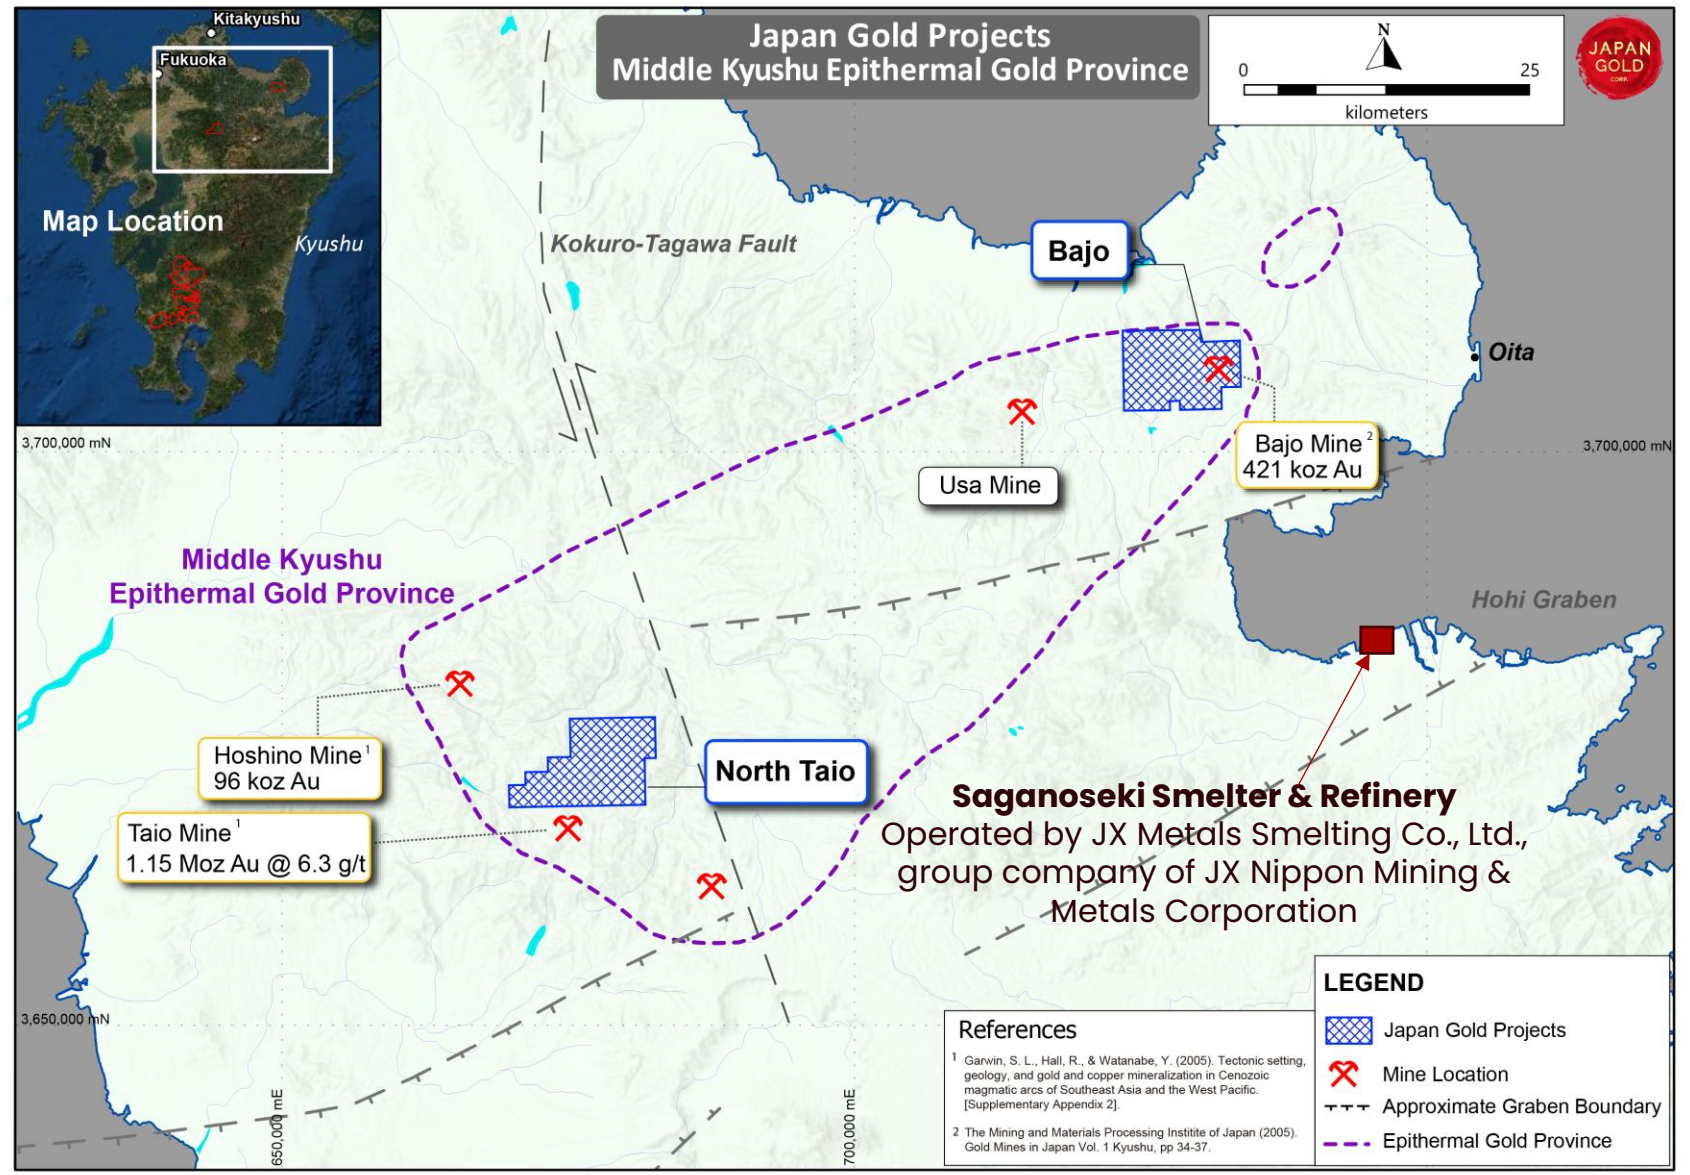 Kitakyushu
Fukuoka
Map Location
Kyushu
Japan Gold Projects
Middle Kyushu Epithermal Gold Province
N
0
25
kilometers
JAPAN
GOLD
CORP.
Kokuro-Tagawa Fault
Bajo
Oita
3,700,000 mN
3,700,000 mN
Bajo Mine 2
421 koz Au
Usa Mine
Middle Kyushu
Epithermal Gold Province
Hohi Graben
Hoshino Mine 1
96 koz Au
North Taio
Taio Mine 1
1.15 Moz Au @ 6.3 g/t
Saganoseki Smelter & Refinery
Operated by JX Metals Smelting Co., Ltd.,
group company of JX Nippon Mining &
Metals Corporation
3,650,000 mN
650,000 mE
700,000 mE
References
1 Garwin, S. L., Hall, R., & Watanabe, Y. (2005). Tectonic setting,
geology, and gold and copper mineralization in Cenozoic
magmatic arcs of Southeast Asia and the West Pacific.
[Supplementary Appendix 2].
2 The Mining and Materials Processing Institite of Japan (2005).
Gold Mines in Japan Vol. 1 Kyushu, pp 34-37.
LEGEND
Japan Gold Projects
Mine Location
Approximate Graben Boundary
Epithermal Gold Province